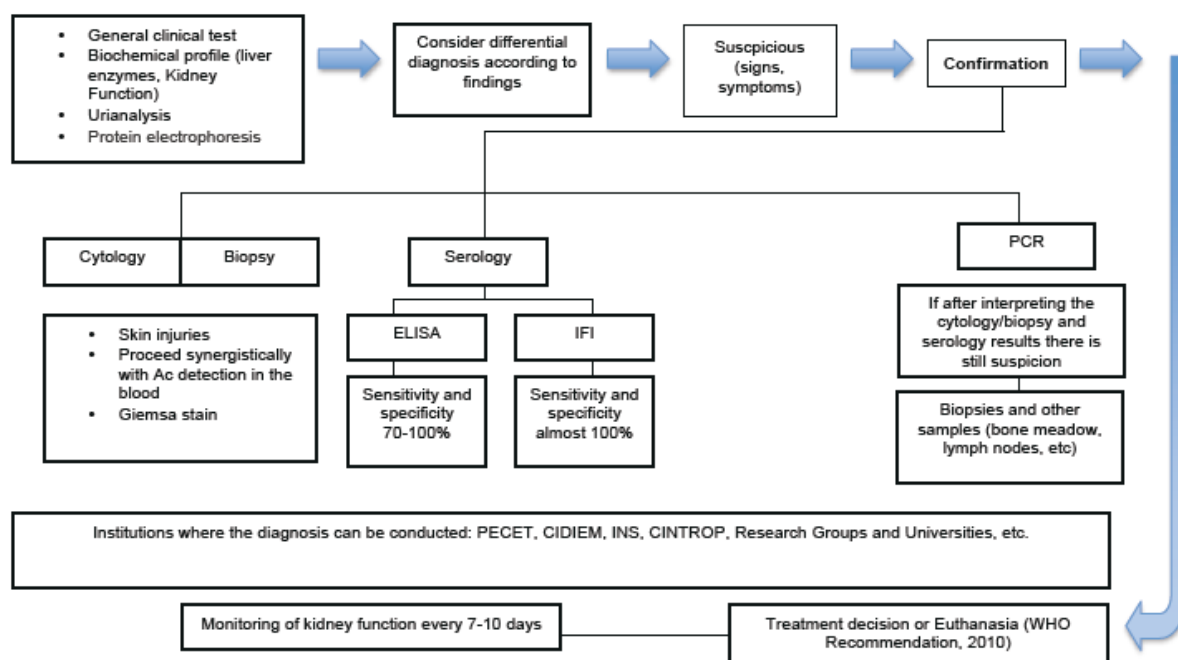 • General clinical test
• Biochemical profile (liver
enzymes, Kidney
Function)
• Urianalysis
• Protein electrophoresis
Consider differential
diagnosis according to
findings
Suscpicious
(signs,
symptoms)
Confirmation
Cytology
Biopsy
Serology
PCR
• Skin injuries
• Proceed synergistically
with Ac detection in the
blood
• Giemsa stain
ELISA
IFI
Sensitivity and
specificity
70-100%
Sensitivity and
specificity
almost 100%
If after interpreting the
cytology/biopsy and
serology results there is
still suspicion
Biopsies and other
samples (bone meadow,
lymph nodes, etc)
Institutions where the diagnosis can be conducted: PECET, CIDIEM, INS, CINTROP, Research Groups and Universities, etc.
Monitoring of kidney function every 7-10 days
Treatment decision or Euthanasia (WHO
Recommendation, 2010)